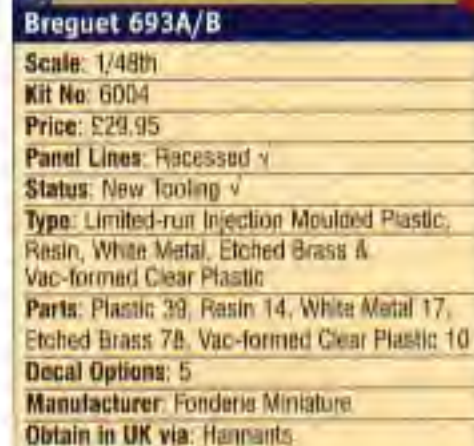 Breguet 693A/B
Scale: 1/48th
Kit No: 6004
Price: £29.95
Panel Lines: Recessed √
Status: New Tooling √
Type: Limited-run Injection Moulded Plastic,
Resin, White Metal, Etched Brass &
Vac-formed Clear Plastic
Parts: Plastic 39, Resin 14, White Metal 17,
Etched Brass 78, Vac-formed Clear Plastic 10
Decal Options: 5
Manufacturer: Fonderie Miniature
Obtain in UK via: Hannants